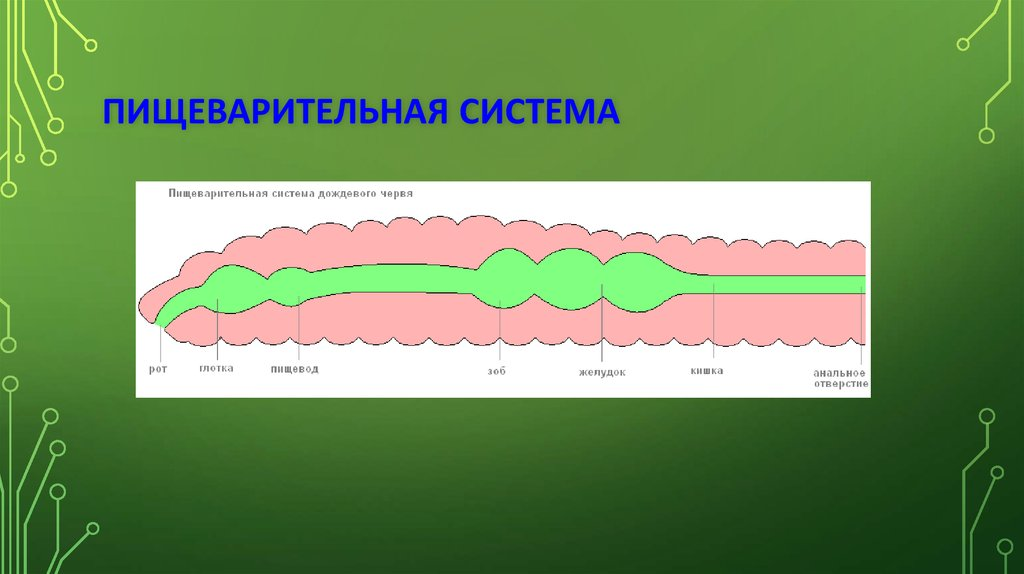 ПИЩЕВАРИТЕЛЬНАЯ СИСТЕМА
Пищеварительная система дождевого червя
рот
глотка
пищевод
зоб
желудок
кишка
анальное
отверстие